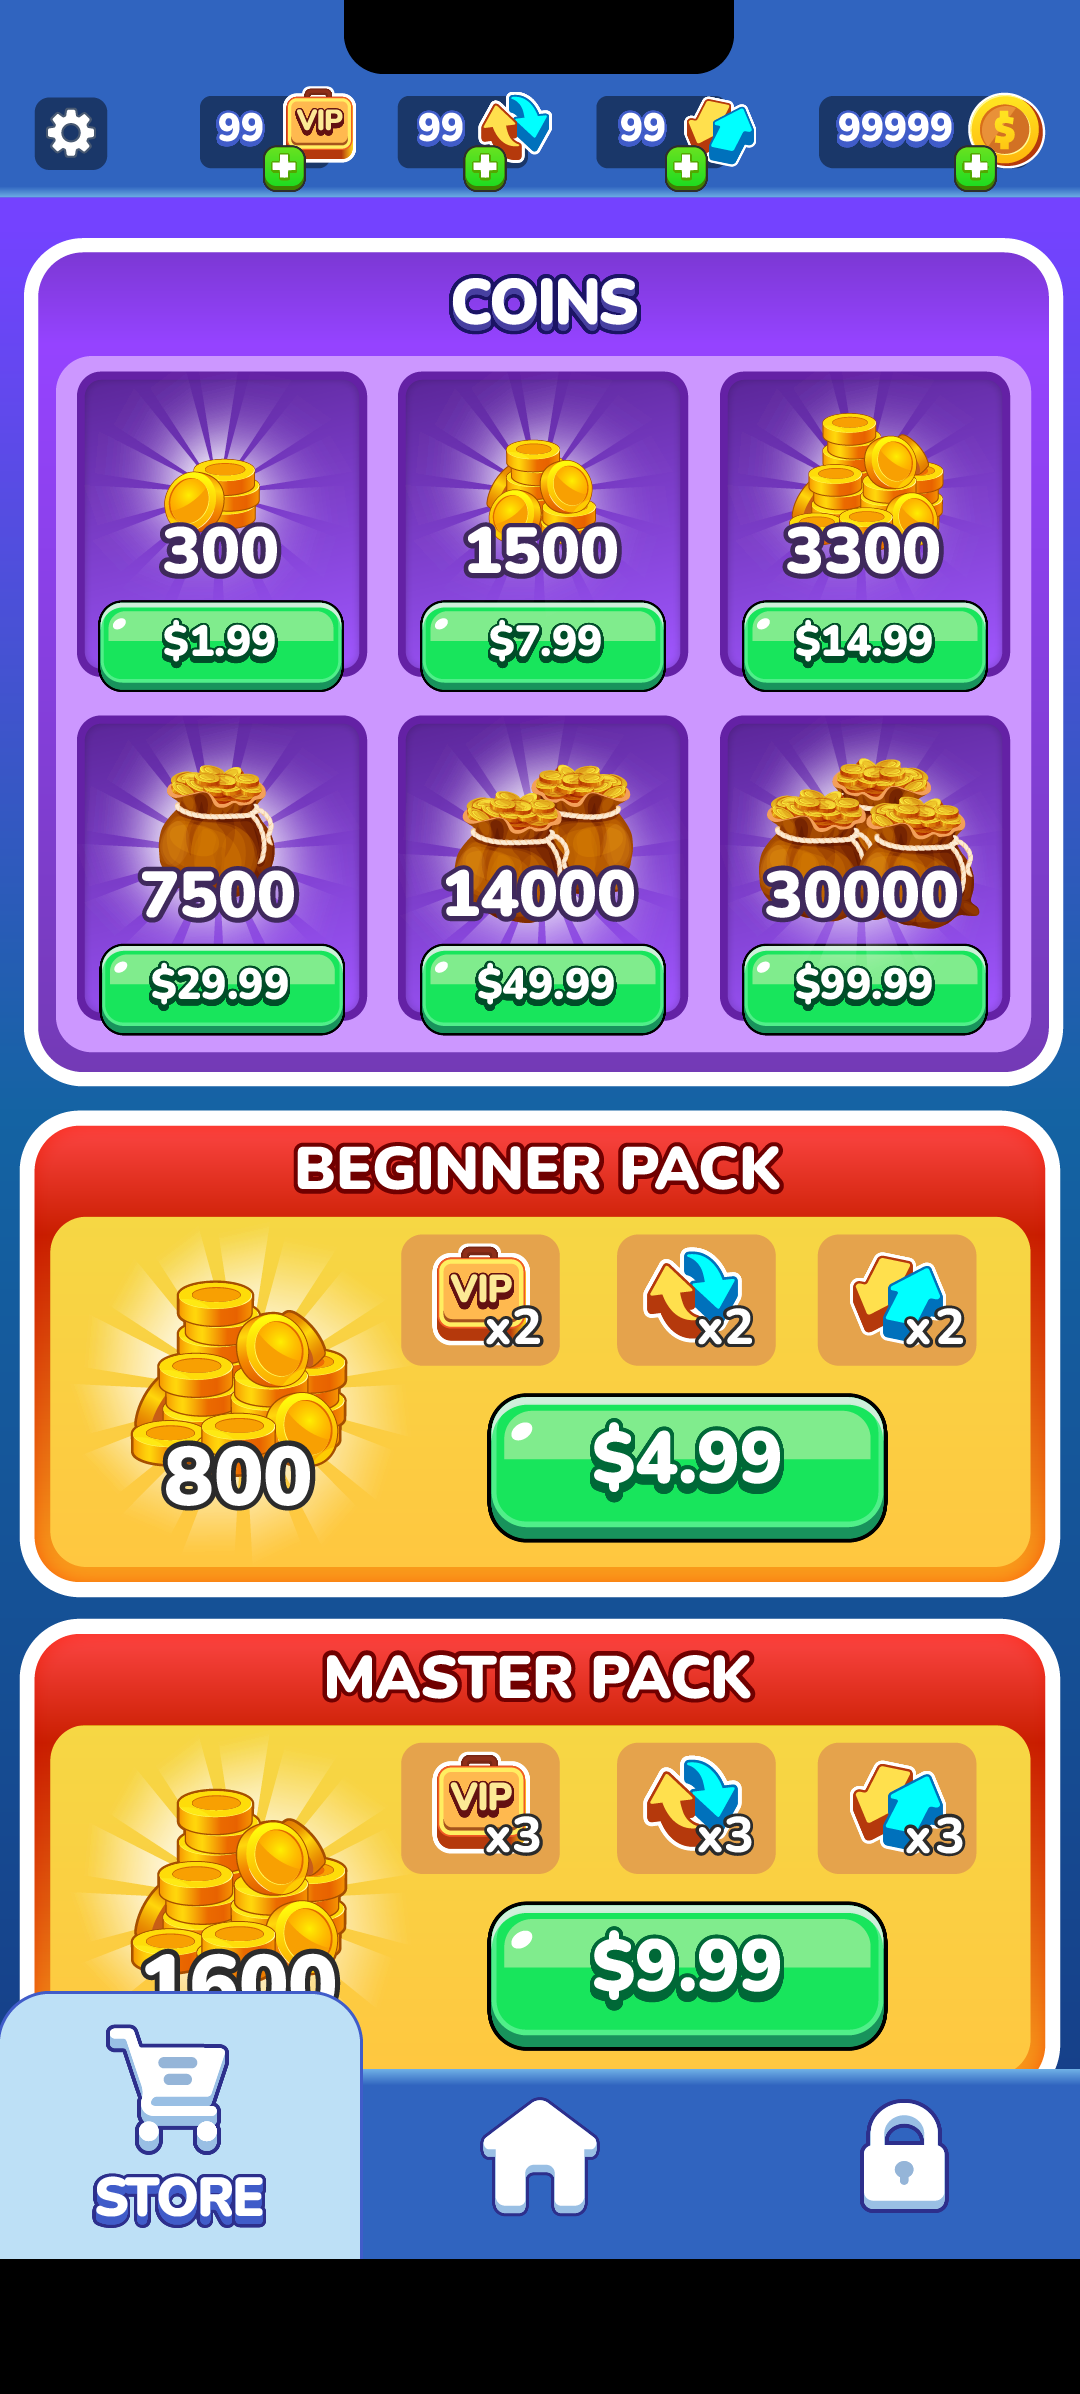 99 VIP 99 99 99999 $
COINS
300 1500 3300
$1.99 $7.99 $14.99
7500 14000 30000
$29.99 $49.99 $99.99
BEGINNER PACK
VIP x2 x2 x2
800
$4.99
MASTER PACK
VIP x3 x3 x3
1600
$9.99
STORE